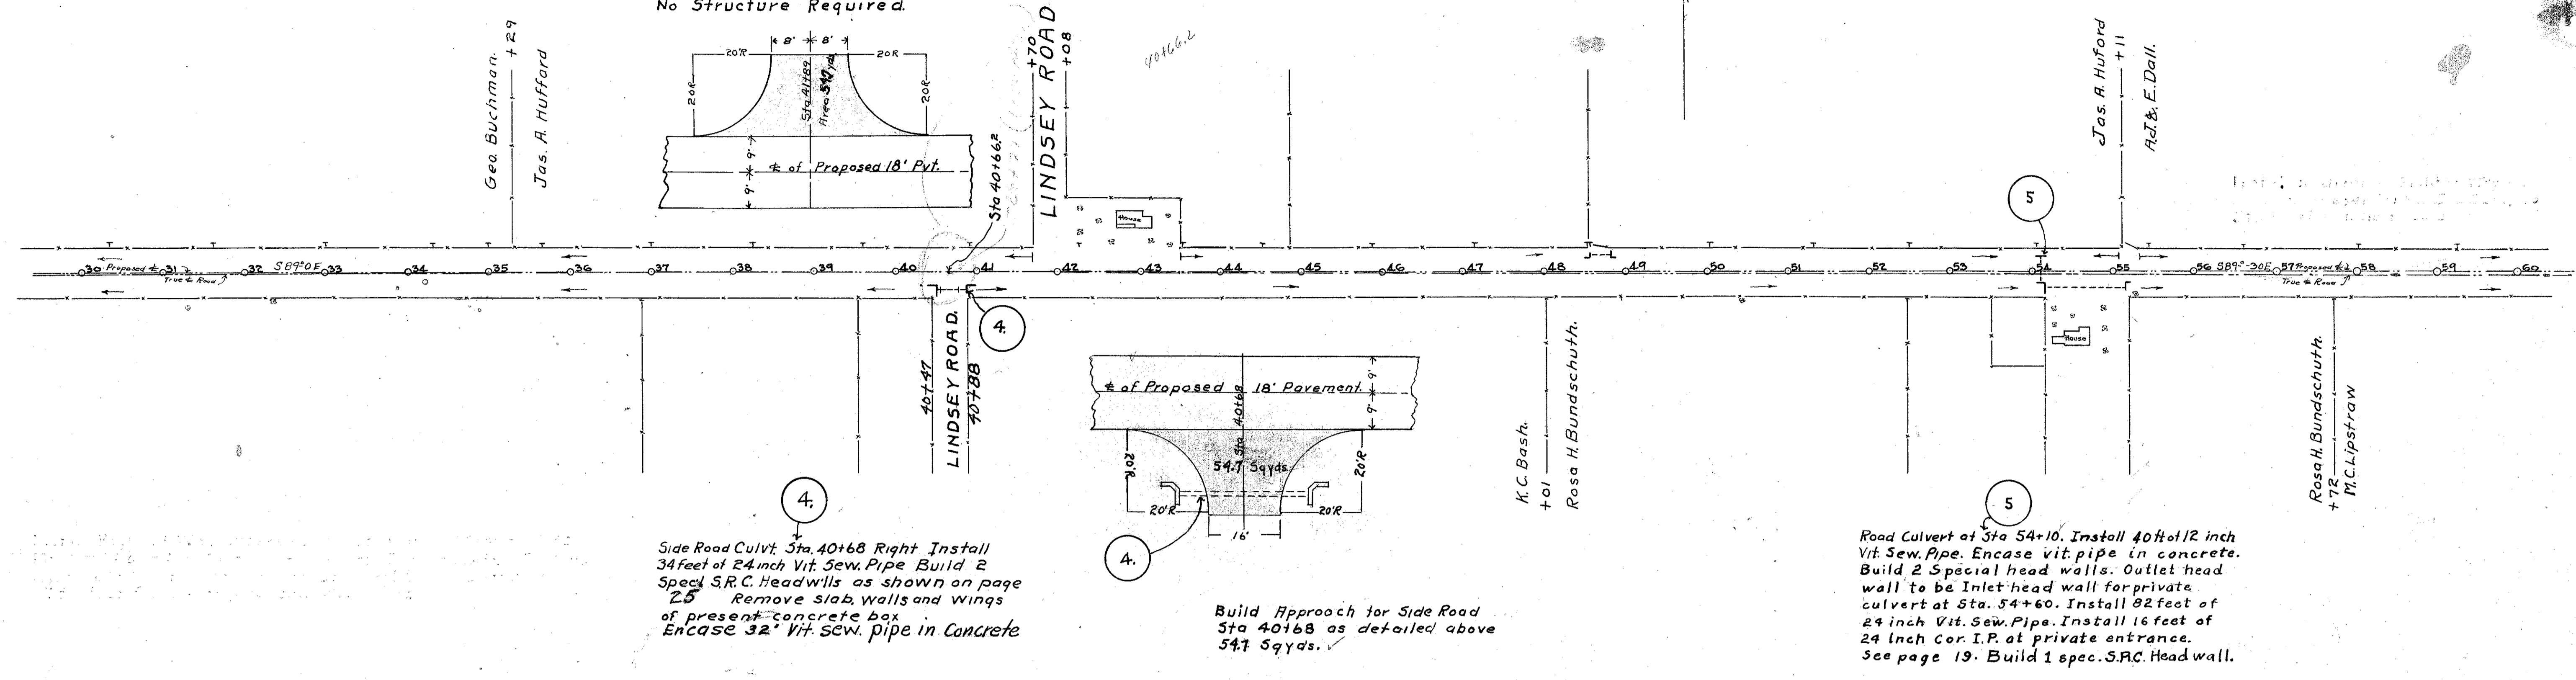 No Structure Required.
8' 8'
20'R 20R
20R 20R
Sta 41+89
¢ of Proposed 18' Pvt.
9'
9'
Geo. Buchman.
+29
Jas. A. Hufford
Sta 40+66.2
+70
LINDSEY ROAD
+08
40+66.2
House
Jas. A. Huford
+11
A.J.& E. Dall.
5
30 Proposed ¢ 31 32 S89°0E 33 34 35 36 37 38 39 40 41 42 43 44 45 46 47 48 49 50 51 52 53 54 55 56 S89°-30E 57 Proposed ¢ 58 59 60
True ¢ Road
True ¢ Road
4.
40+47
LINDSEY ROAD.
40+88
¢ of Proposed 18' Pavement.
9'
9'
Sta 40+68
54.7 Sqyds.
20'R 20'R
20'R 20'R
16'
4.
K.C. Bash.
+01
Rosa H. Bundschuth.
House
Rosa H. Bundschuth.
+72
M.C. Lipstraw
4.
Side Road Culvt. Sta. 40+68 Right Install
34 feet of 24 inch Vit. Sew. Pipe Build 2
Specl S.R.C. Headw'lls as shown on page
25 Remove slab, walls and wings
of present concrete box
Encase 32' Vit. sew. pipe in Concrete
Build Approach for Side Road
Sta 40+68 as detailed above
54.7 Sqyds. ✓
5
Road Culvert at Sta 54+10. Install 40ft of 12 inch
Vit. Sew. Pipe. Encase vit. pipe in concrete.
Build 2 Special head walls. Outlet head
wall to be Inlet head wall for private
culvert at Sta. 54+60. Install 82 feet of
24 inch Vit. Sew. Pipe. Install 16 feet of
24 Inch Cor. I.P. at private entrance.
See page 19. Build 1 spec. S.R.C. Head wall.